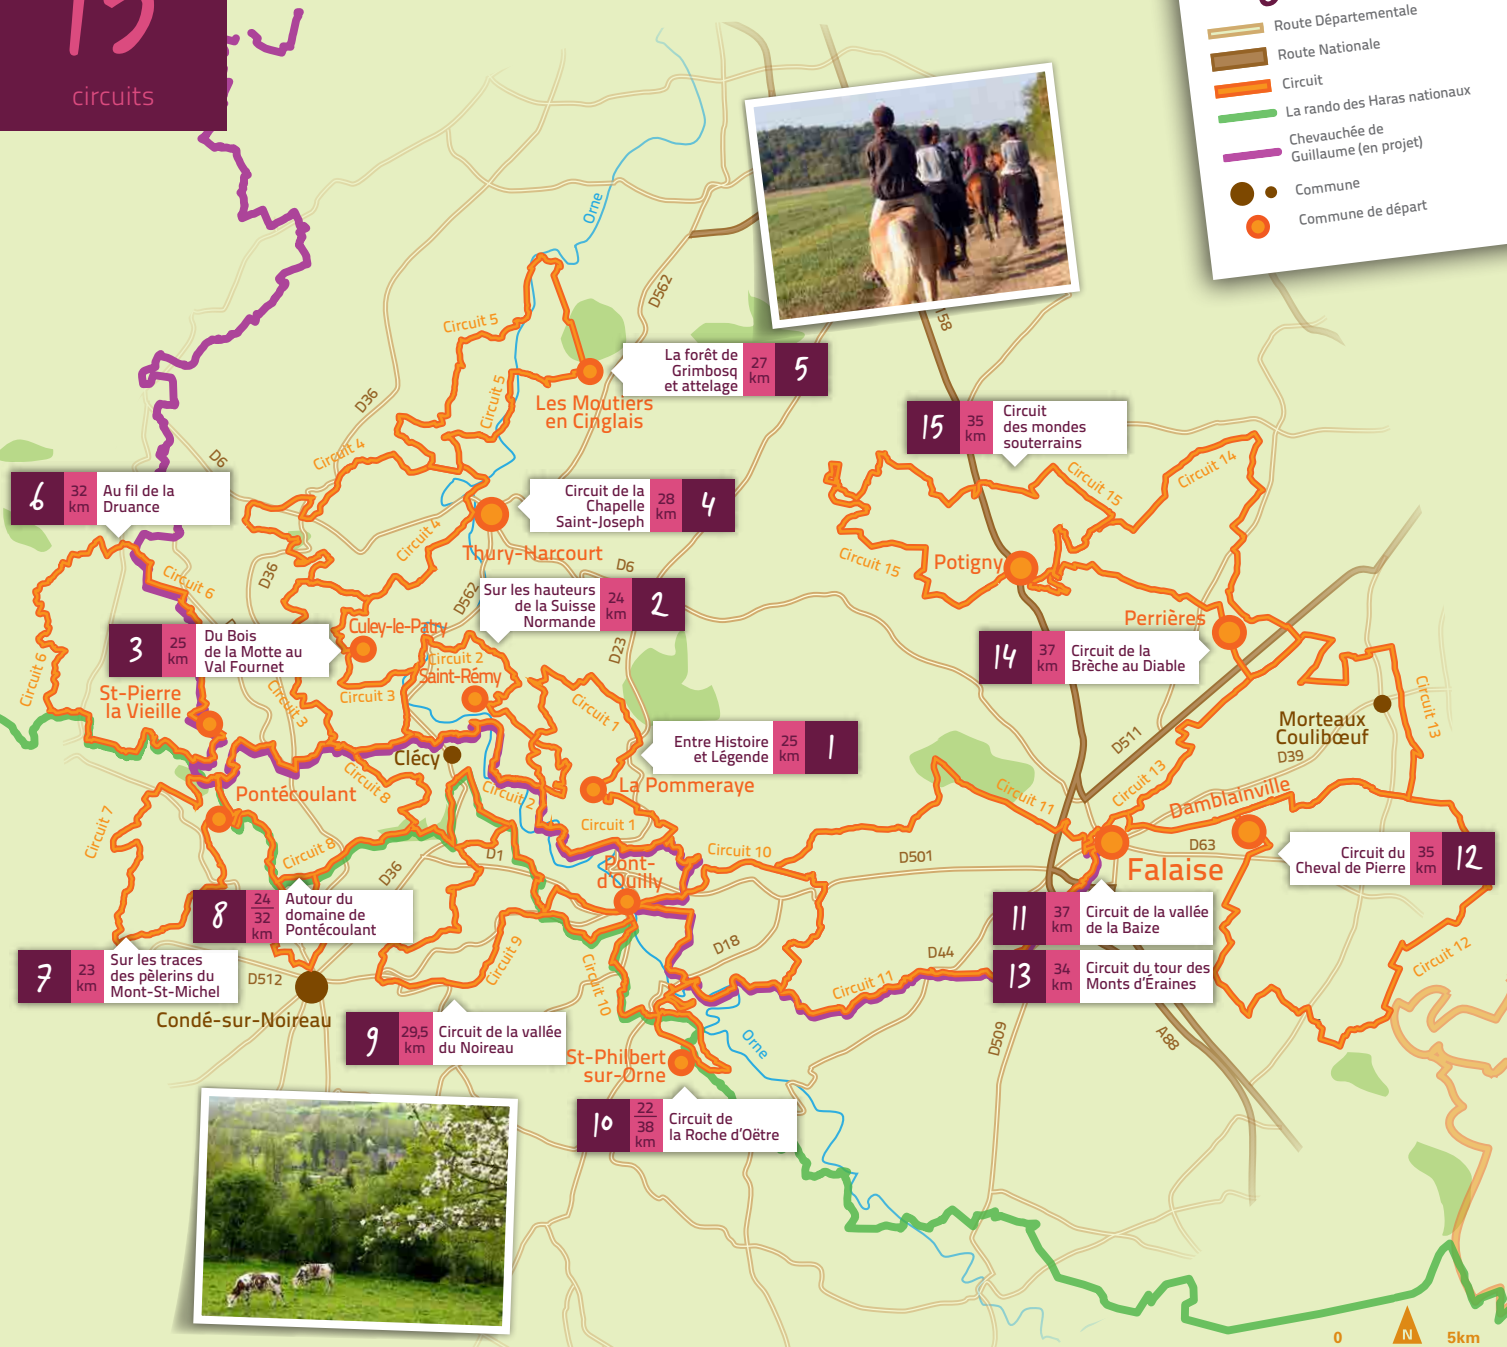 15
circuits
Route Départementale
Route Nationale
Circuit
La rando des Haras nationaux
Chevauchée de
Guillaume (en projet)
Commune
Commune de départ
Orne
D562
158
Circuit 5
Circuit 5
D36
La forêt de
Grimbosq
et attelage
27
km
5
Les Moutiers
en Cinglais
15
35
km
Circuit
des mondes
souterrains
Circuit 4
D6
Circuit 15
Circuit 14
6
32
km
Au fil de la
Druance
Circuit de la
Chapelle
Saint-Joseph
28
km
4
Circuit 4
Thury-Harcourt
D6
Circuit 15
Potigny
D36
Circuit 6
D562
Sur les hauteurs
de la Suisse
Normande
24
km
2
Perrières
3
25
km
Du Bois
de la Motte au
Val Fournet
Culey-le-Patry
D23
14
37
km
Circuit de la
Brèche au Diable
Circuit 2
Saint-Rémy
Circuit 6
St-Pierre
la Vieille
Circuit 3
Circuit 3
Circuit 1
Circuit 13
Morteaux
Coulibœuf
D39
D511
Entre Histoire
et Légende
25
km
1
Clécy
Circuit 8
Circuit 2
La Pommeraye
Circuit 11
Circuit 13
Damblainville
Pontécoulant
Circuit 7
Circuit 1
Circuit 8
D1
Circuit 10
D501
D63
D36
Pont-
d'Ouilly
Falaise
Circuit du
Cheval de Pierre
35
km
12
8
24
32
km
Autour du
domaine de
Pontécoulant
11
37
km
Circuit de la vallée
de la Baize
Circuit 9
D18
D44
Circuit 12
7
23
km
Sur les traces
des pèlerins du
Mont-St-Michel
D512
Circuit 10
Circuit 11
13
34
km
Circuit du tour des
Monts d'Éraines
Condé-sur-Noireau
9
29,5
km
Circuit de la vallée
du Noireau
St-Philbert
sur-Orne
Orne
D509
A88
10
22
38
km
Circuit de
la Roche d'Oëtre
0
N
5km